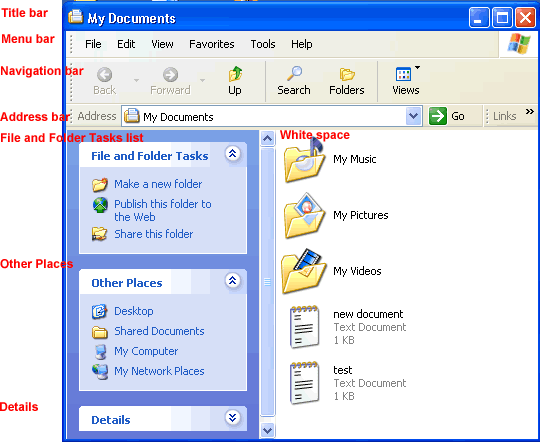 Title bar
My Documents
Menu bar
File Edit View Favorites Tools Help
Navigation bar
Back Forward Up Search Folders Views
Address bar
Address My Documents Go Links
File and Folder Tasks list
White space
File and Folder Tasks
Make a new folder
Publish this folder to
the Web
Share this folder
Other Places
Other Places
Desktop
Shared Documents
My Computer
My Network Places
Details
Details
My Music
My Pictures
My Videos
new document
Text Document
1 KB
test
Text Document
1 KB